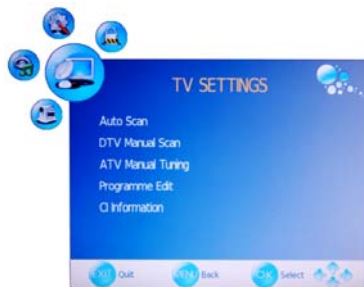 TV SETTINGS
Auto Scan
DTV Manual Scan
ATV Manual Tuning
Programme Edit
CI Information
EXIT Quit MENU Back OK Select